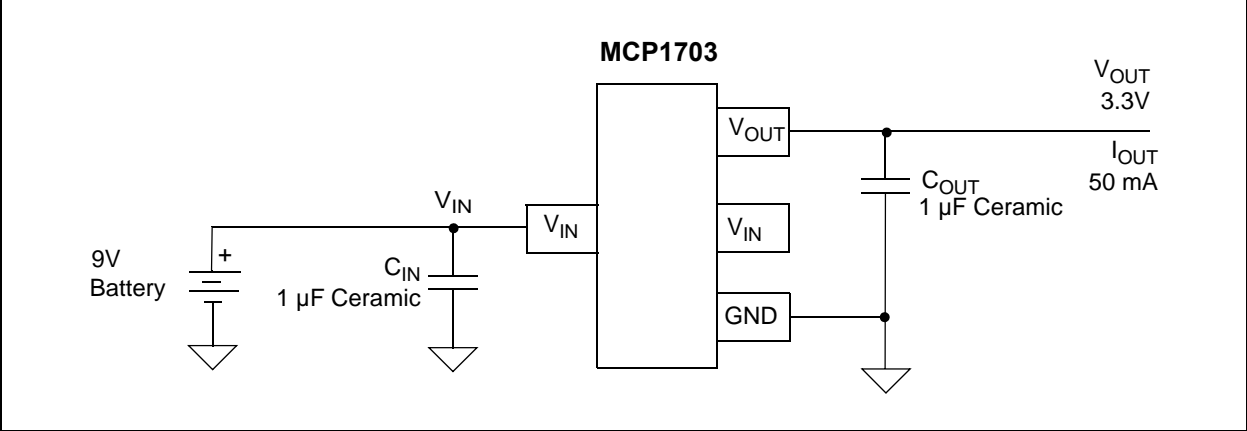 MCP1703
VOUT
3.3V
VOUT
IOUT
50 mA
COUT
1 µF Ceramic
VIN
VIN
VIN
9V
Battery
+
CIN
1 µF Ceramic
GND